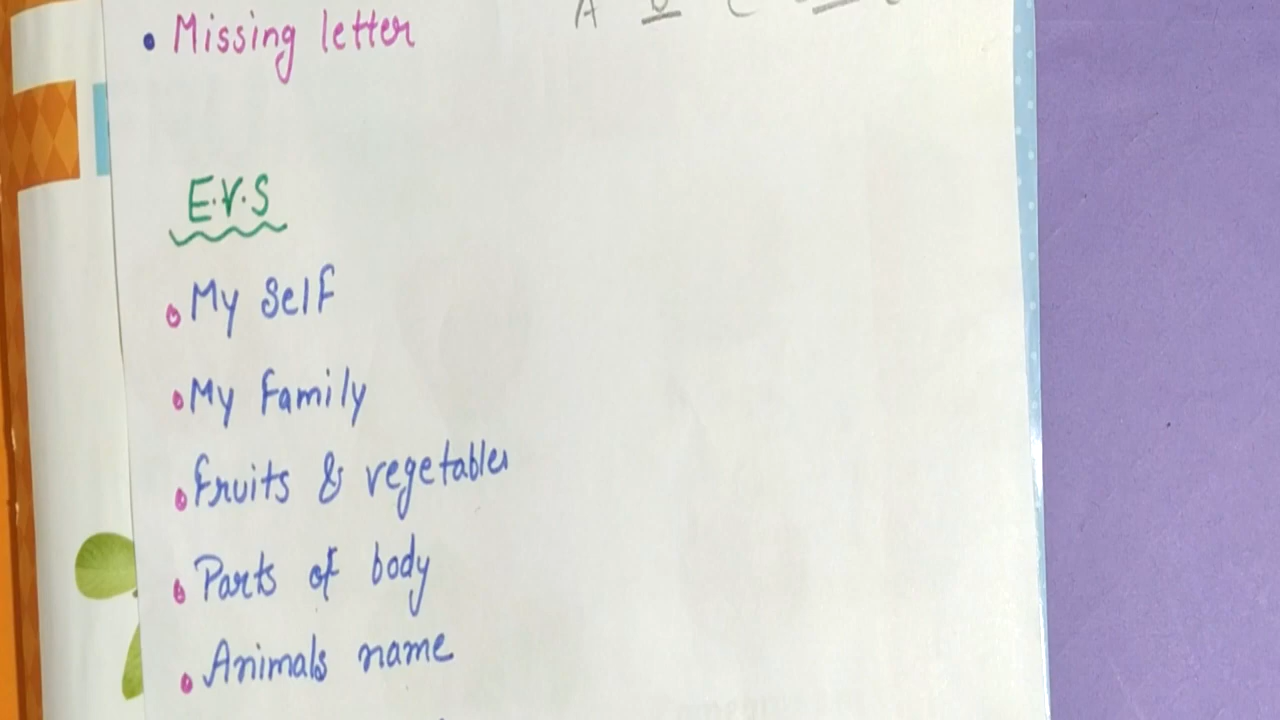 • Missing letter A
E.V.S
• My Self
• My Family
• Fruits & vegetables
• Parts of body
• Animals name